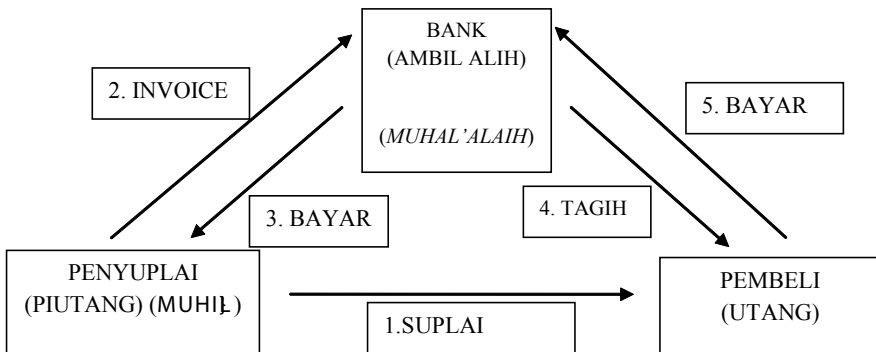 BANK
(AMBIL ALIH)
(MUHAL’ALAIH)
2. INVOICE
5. BAYAR
3. BAYAR
4. TAGIH
PENYUPLAI
(PIUTANG) (MUHIŁ)
PEMBELI
(UTANG)
1.SUPLAI